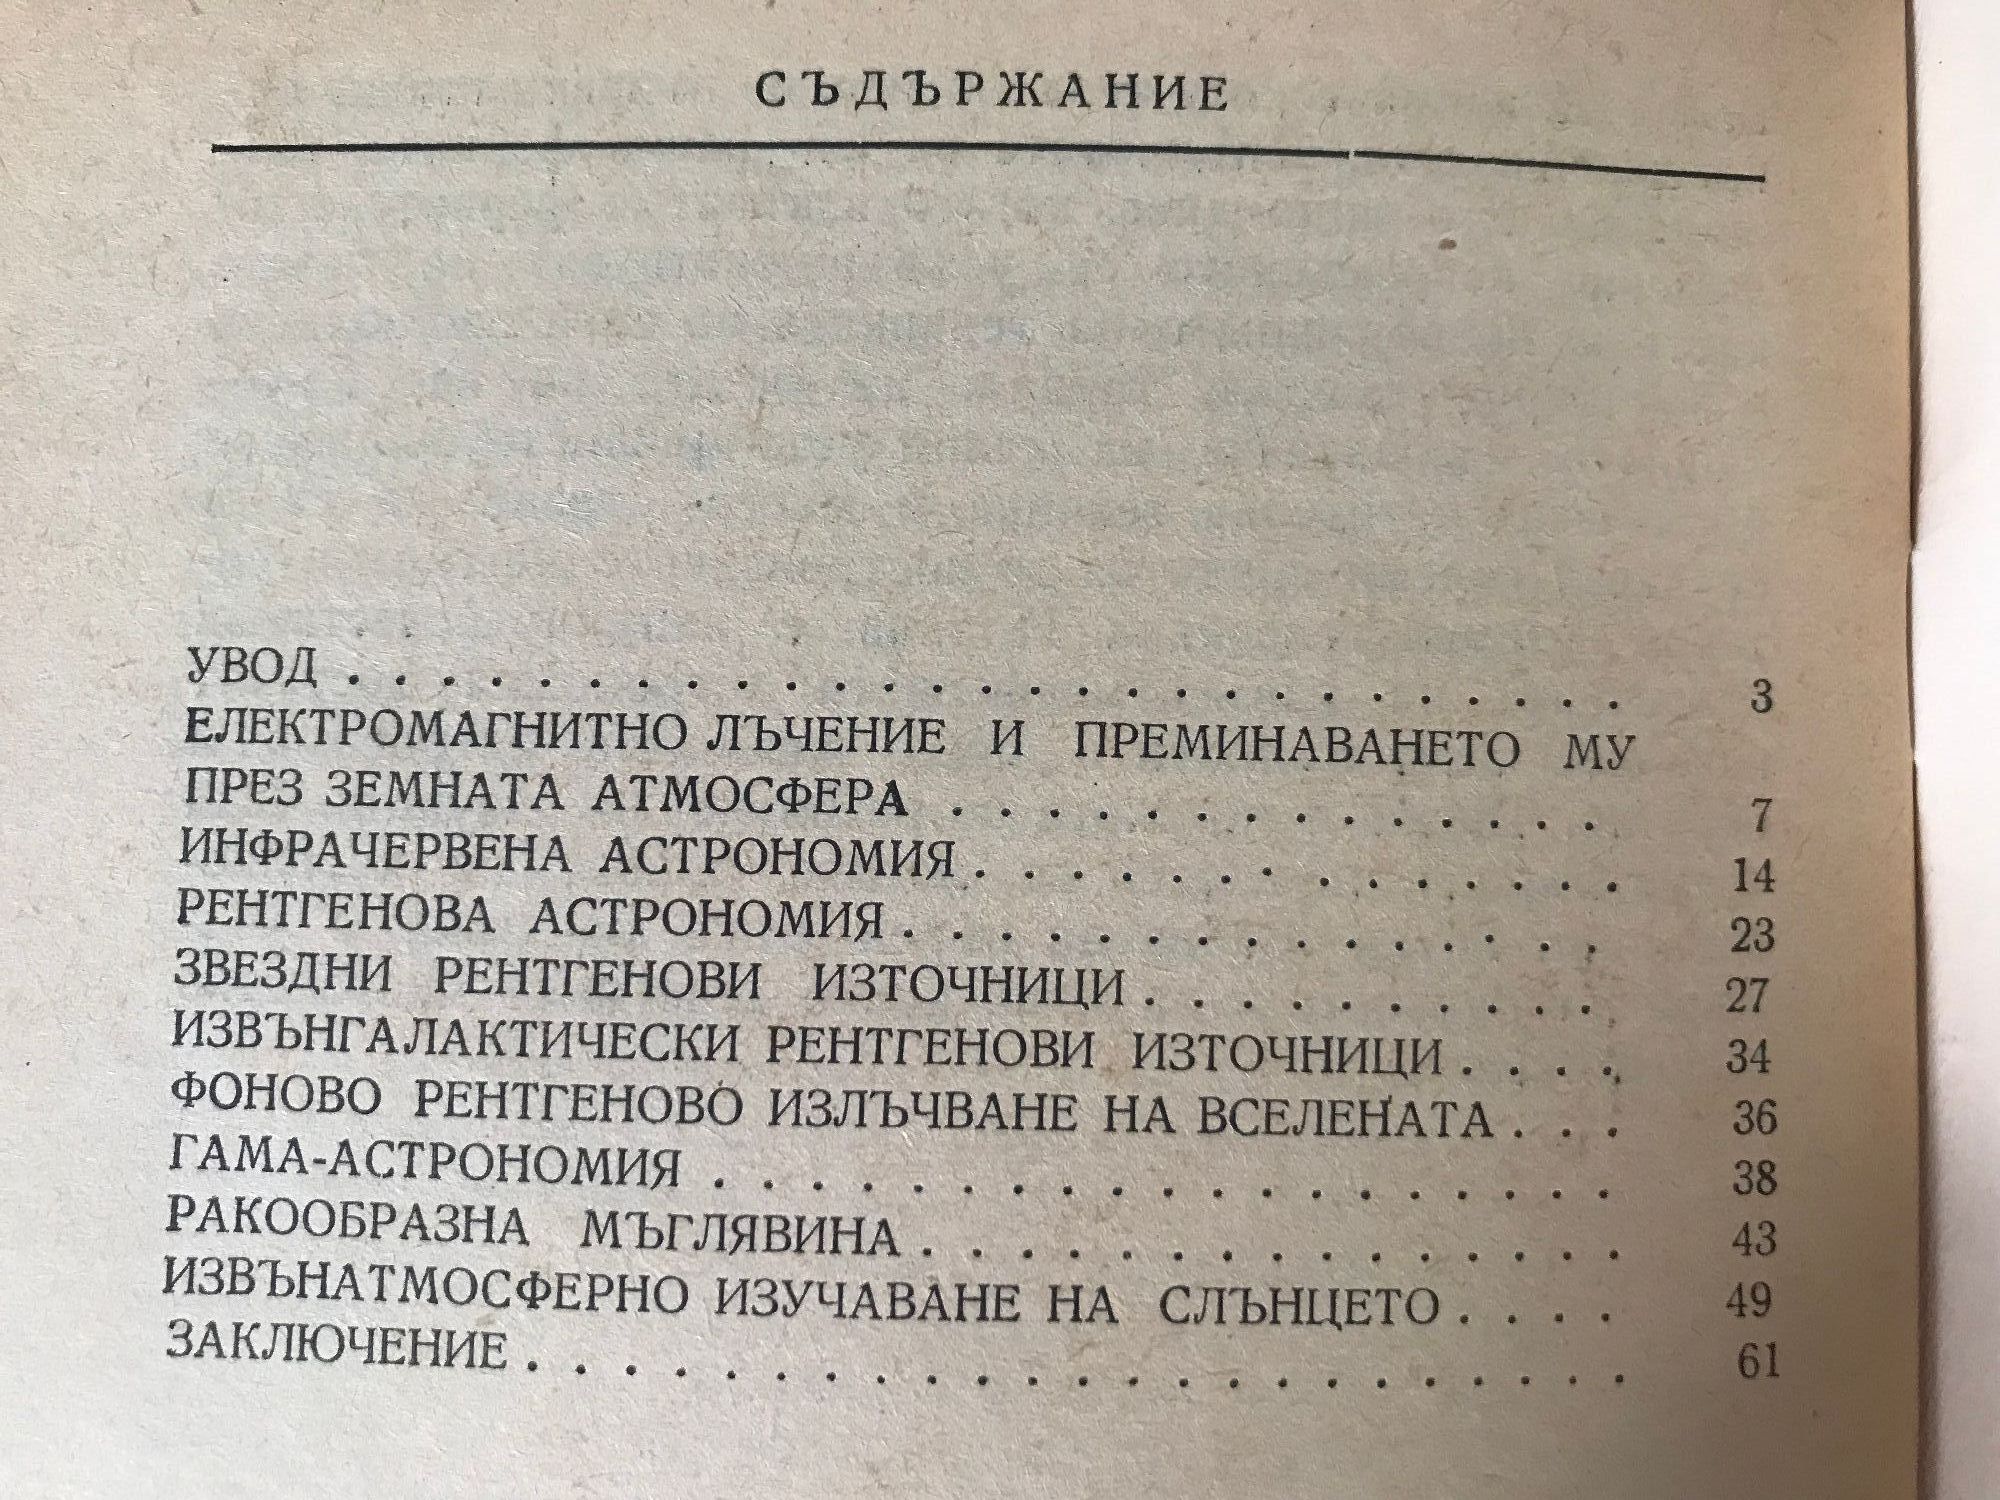 СЪДЪРЖАНИЕ
УВОД . . . . . . . . . . . . . . . . . . . . . . . . . . . 3
ЕЛЕКТРОМАГНИТНО ЛЪЧЕНИЕ И ПРЕМИНАВАНЕТО МУ
ПРЕЗ ЗЕМНАТА АТМОСФЕРА . . . . . . . . . . . . . 7
ИНФРАЧЕРВЕНА АСТРОНОМИЯ . . . . . . . . . . . . . . 14
РЕНТГЕНОВА АСТРОНОМИЯ . . . . . . . . . . . . . . . 23
ЗВЕЗДНИ РЕНТГЕНОВИ ИЗТОЧНИЦИ . . . . . . . . . . 27
ИЗВЪНГАЛАКТИЧЕСКИ РЕНТГЕНОВИ ИЗТОЧНИЦИ . . . . 34
ФОНОВО РЕНТГЕНОВО ИЗЛЪЧВАНЕ НА ВСЕЛЕНАТА . . . 36
ГАМА-АСТРОНОМИЯ . . . . . . . . . . . . . . . . . . . 38
РАКООБРАЗНА МЪГЛЯВИНА . . . . . . . . . . . . . . . 43
ИЗВЪНАТМОСФЕРНО ИЗУЧАВАНЕ НА СЛЪНЦЕТО . . . . 49
ЗАКЛЮЧЕНИЕ . . . . . . . . . . . . . . . . . . . . . . . 61